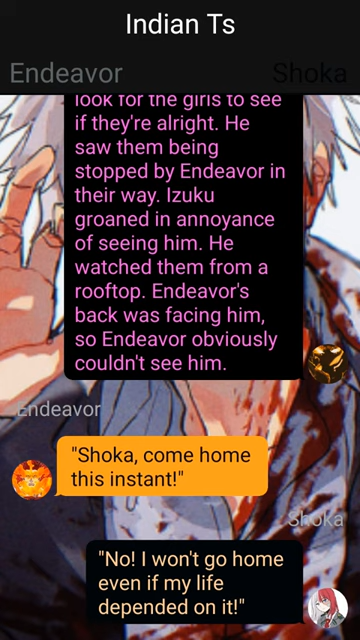 Indian Ts
Endeavor
Shoka
look for the girls to see
if they're alright. He
saw them being
stopped by Endeavor in
their way. Izuku
groaned in annoyance
of seeing him. He
watched them from a
rooftop. Endeavor's
back was facing him,
so Endeavor obviously
couldn't see him.
Endeavor
"Shoka, come home
this instant!"
Shoka
"No! I won't go home
even if my life
depended on it!"